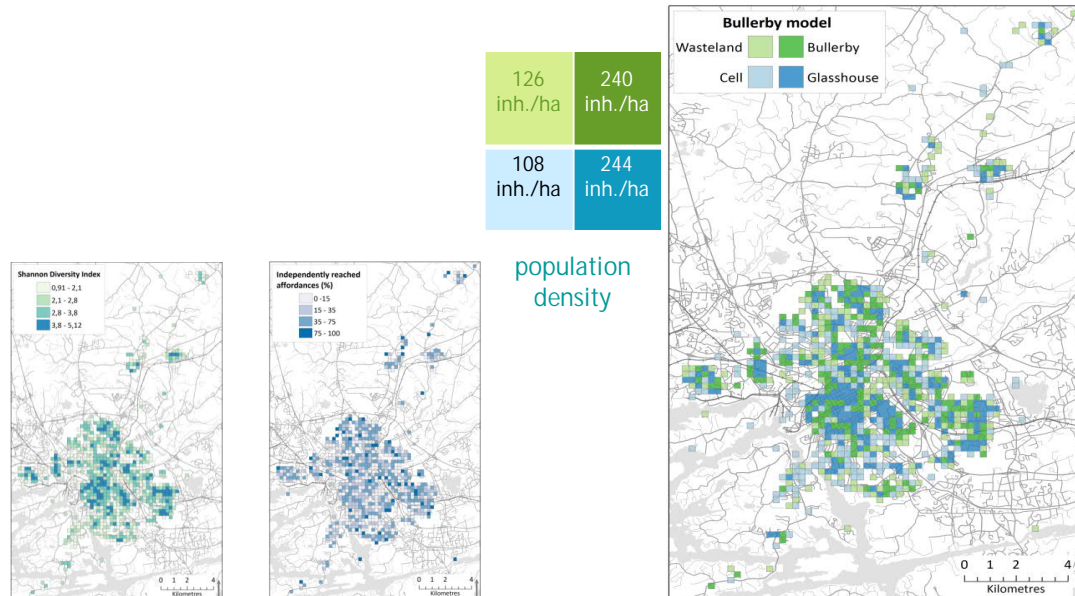 Bullerby model
Wasteland Bullerby
Cell Glasshouse
126 240
inh./ha inh./ha
108 244
inh./ha inh./ha
population
density
Shannon Diversity Index
0,91 - 2,1
2,1 - 2,8
2,8 - 3,8
3,8 - 5,12
0 1 2 4
Kilometres
Independently reached
affordances (%)
0 -15
15 - 35
35 - 75
75 - 100
0 1 2 4
Kilometres
0 1 2 4
Kilometres